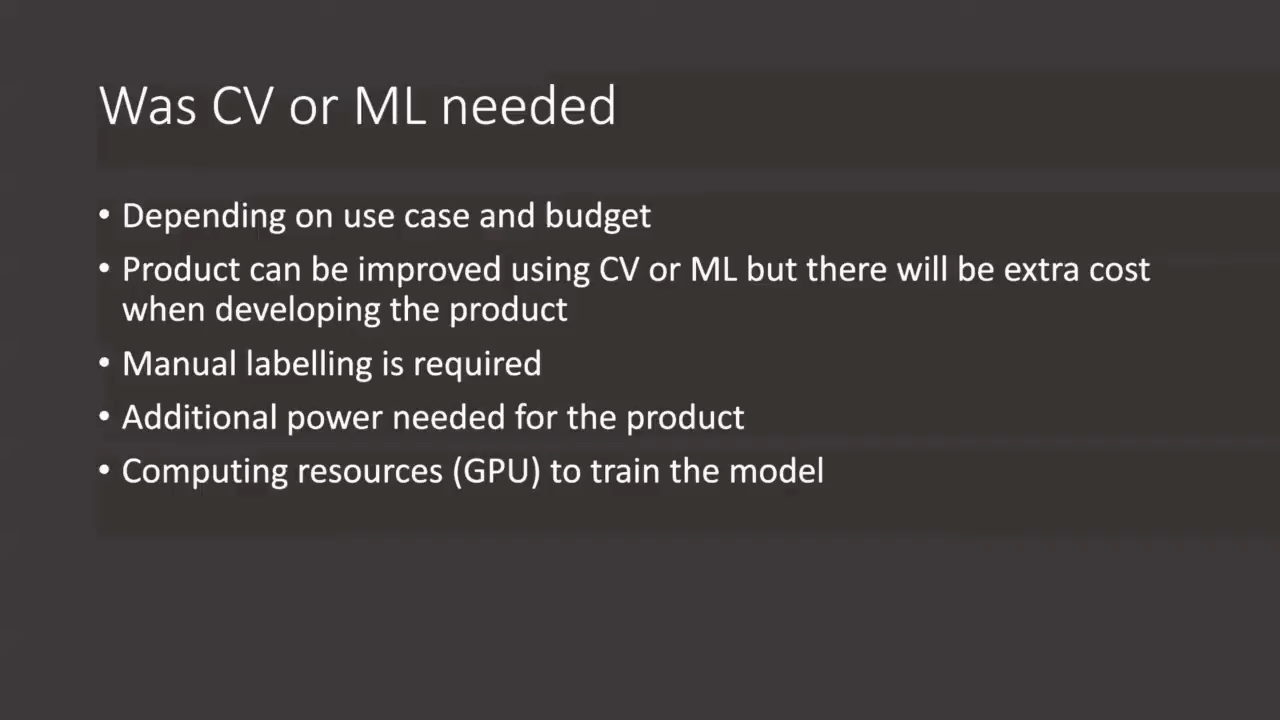 Was CV or ML needed
• Depending on use case and budget
• Product can be improved using CV or ML but there will be extra cost
when developing the product
• Manual labelling is required
• Additional power needed for the product
• Computing resources (GPU) to train the model